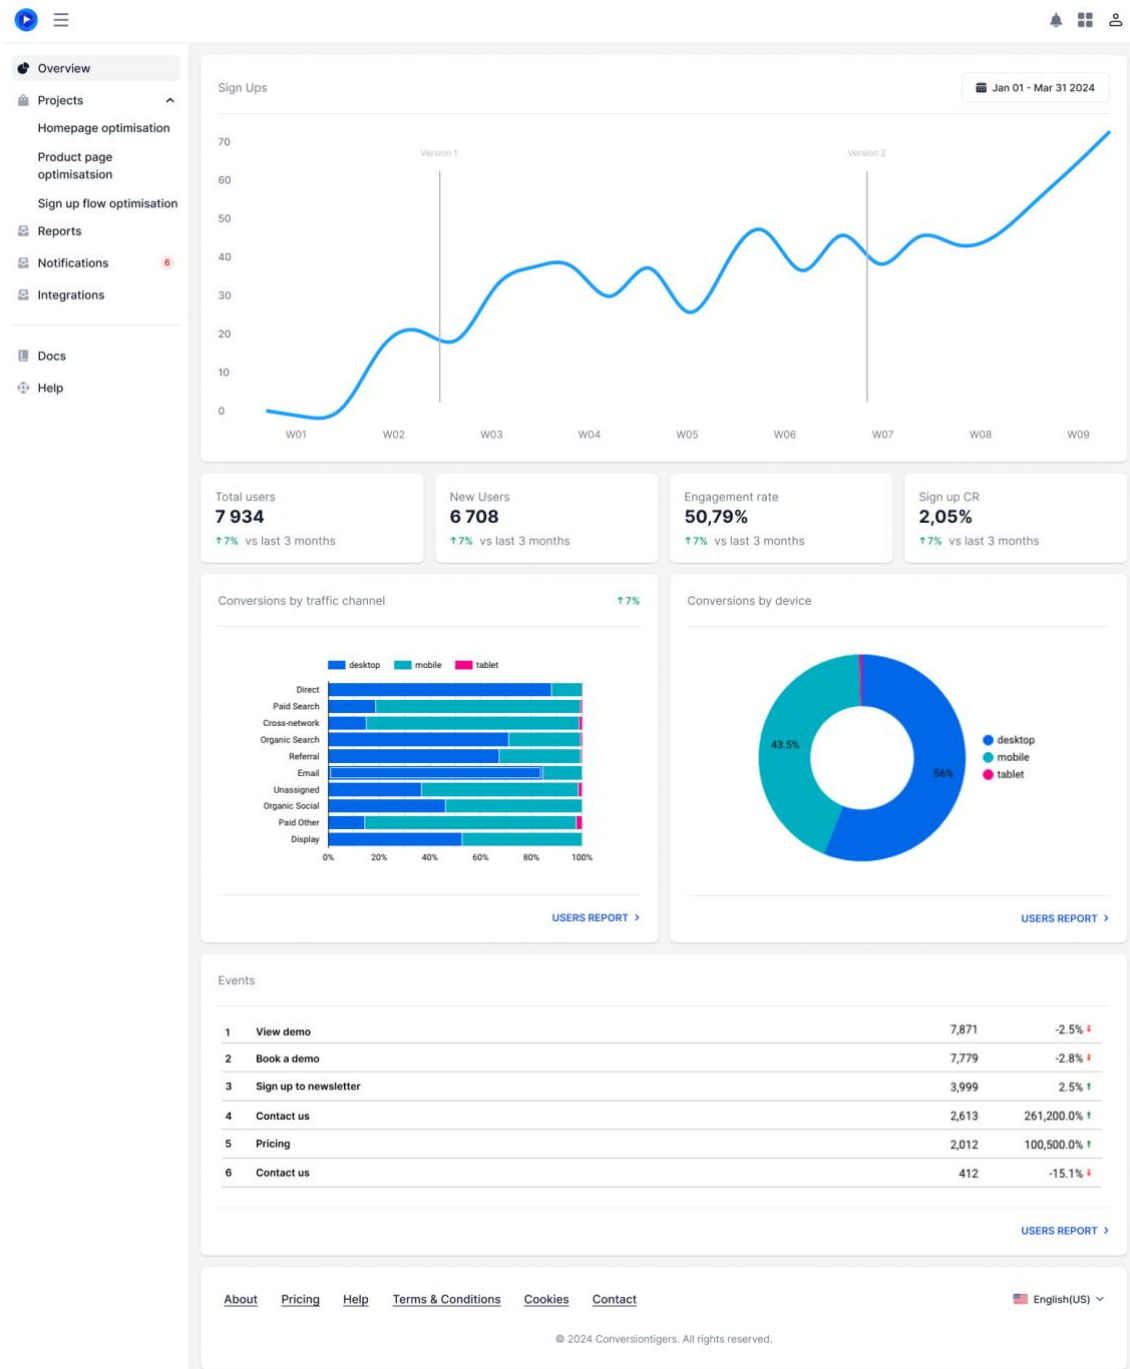 Overview
Projects
Homepage optimisation
Product page
optimisatsion
Sign up flow optimisation
Reports
Notifications 6
Integrations
Docs
Help
Sign Ups
Jan 01 - Mar 31 2024
70
60
50
40
30
20
10
0
Version 1
Version 2
W01 W02 W03 W04 W05 W06 W07 W08 W09
Total users
7 934
↑7% vs last 3 months
New Users
6 708
↑7% vs last 3 months
Engagement rate
50,79%
↑7% vs last 3 months
Sign up CR
2,05%
↑7% vs last 3 months
Conversions by traffic channel ↑7%
desktop mobile tablet
Direct
Paid Search
Cross-network
Organic Search
Referral
Email
Unassigned
Organic Social
Paid Other
Display
0% 20% 40% 60% 80% 100%
USERS REPORT >
Conversions by device
43.5%
56%
desktop
mobile
tablet
USERS REPORT >
Events
1 View demo 7,871 -2.5%
2 Book a demo 7,779 -2.8%
3 Sign up to newsletter 3,999 2.5%
4 Contact us 2,613 261,200.0%
5 Pricing 2,012 100,500.0%
6 Contact us 412 -15.1%
USERS REPORT >
About Pricing Help Terms & Conditions Cookies Contact
English(US)
© 2024 Conversiontigers. All rights reserved.